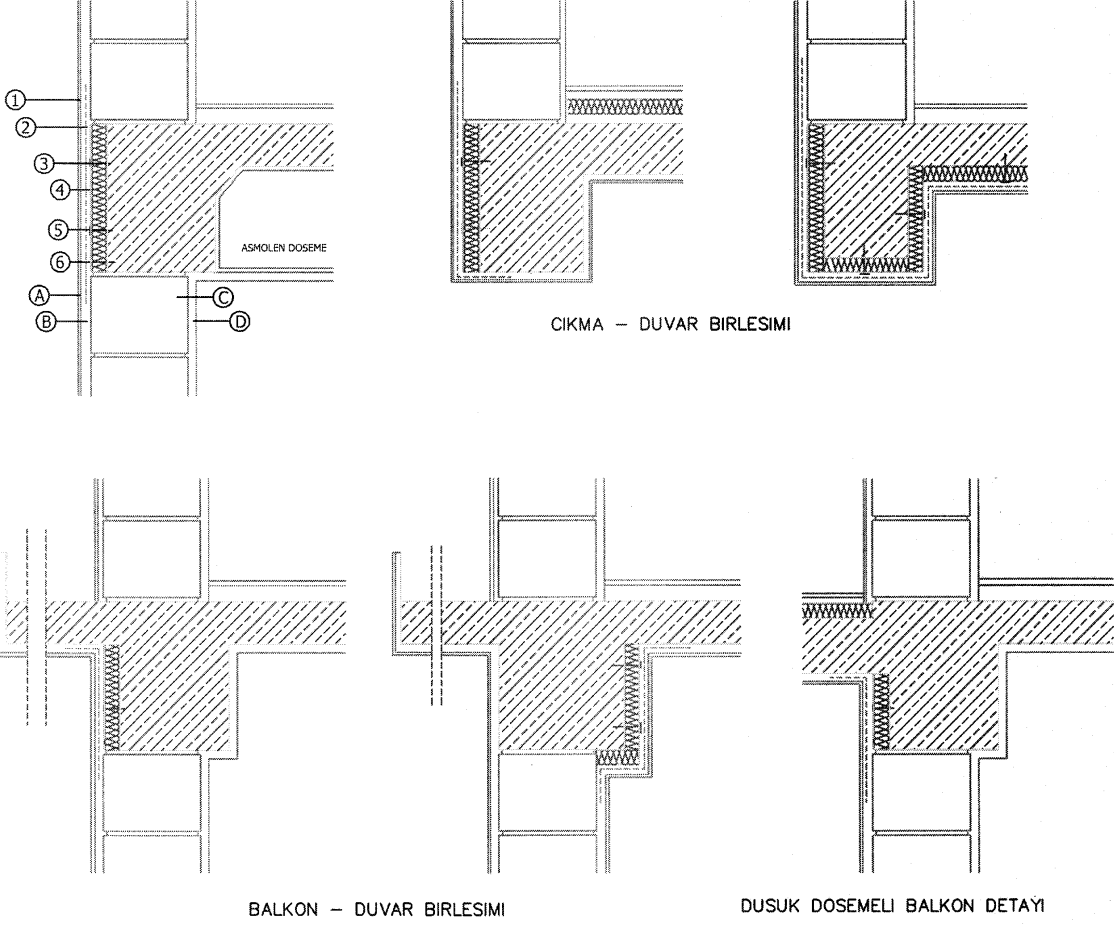 1
2
3
4
5
6
ASMOLEN DOSEME
A
B
C
D
CIKMA – DUVAR BIRLESIMI
BALKON – DUVAR BIRLESIMI
DUSUK DOSEMELI BALKON DETAYI